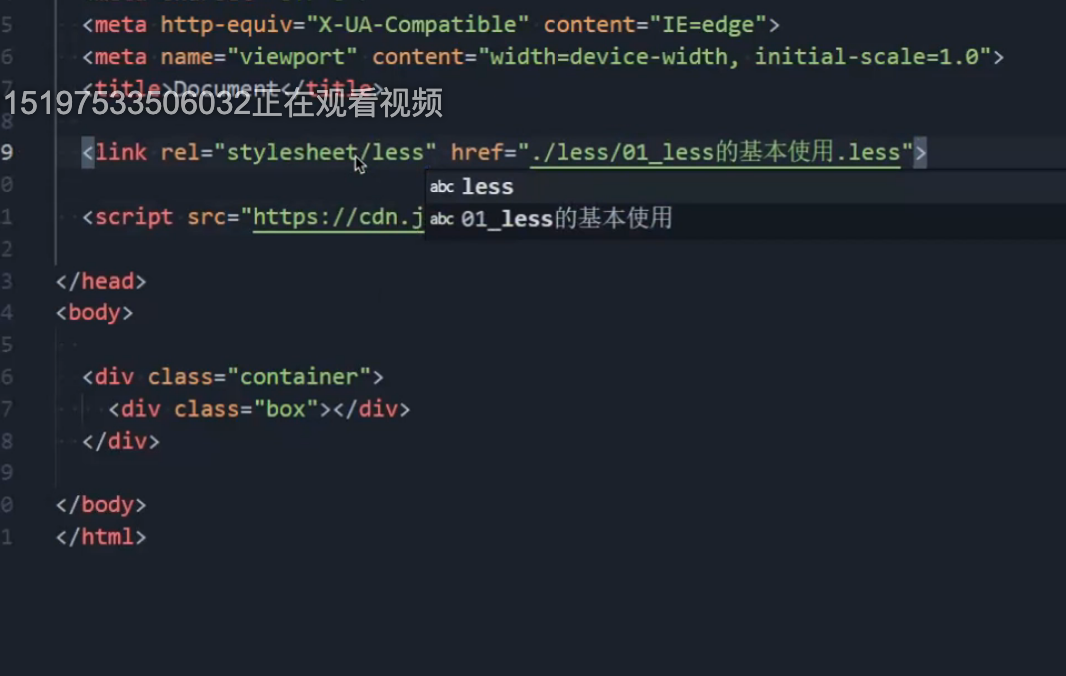 5 <meta http-equiv="X-UA-Compatible" content="IE=edge">
6 <meta name="viewport" content="width=device-width, initial-scale=1.0">
7 <title>Document</title>
15197533506032正在观看视频
8
9 <link rel="stylesheet/less" href="./less/01_less的基本使用.less">
0 abc less
1 <script src="https://cdn.j abc 01_less的基本使用
2
3 </head>
4 <body>
5
6 <div class="container">
7 <div class="box"></div>
8 </div>
9
0 </body>
1 </html>